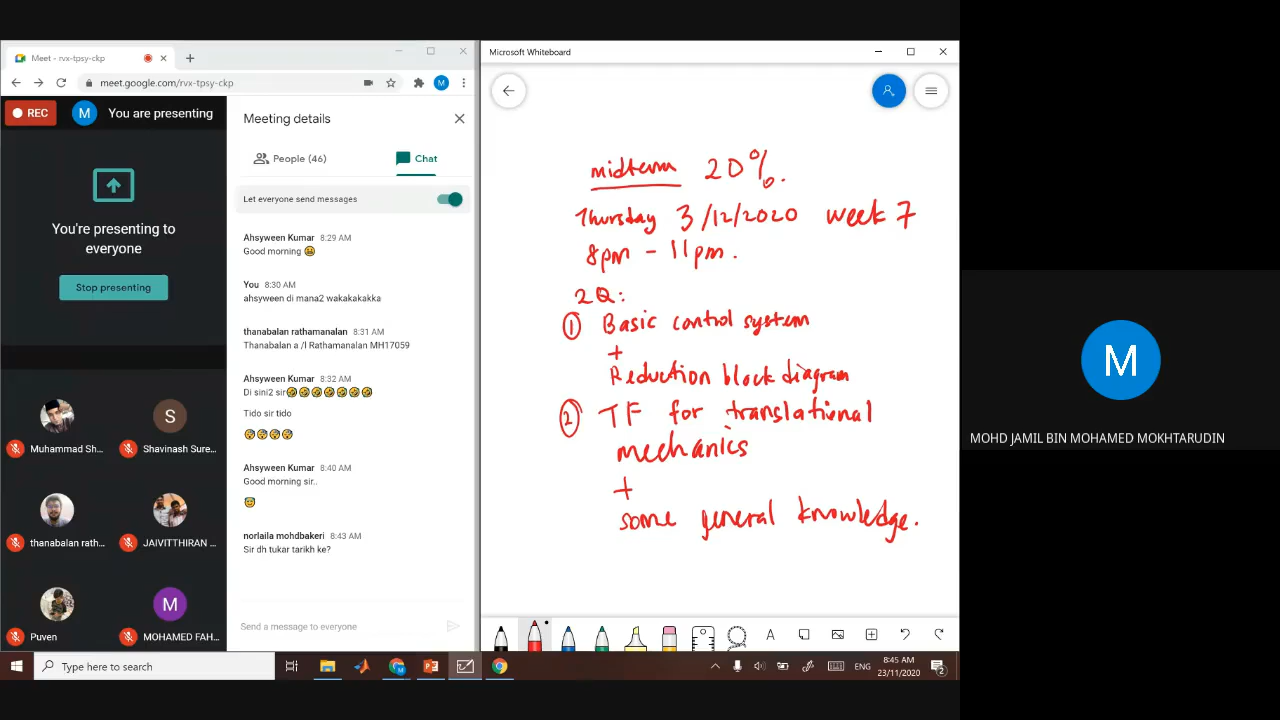 Meet - rvx-tpsy-ckp
meet.google.com/rvx-tpsy-ckp
M
REC
M
You are presenting
You're presenting to
everyone
Stop presenting
Muhammad Sh...
S
Shavinash Sure...
thanabalan rath...
JAIVITTHIRAN ...
Puven
M
MOHAMED FAH...
Meeting details
People (46)
Chat
Let everyone send messages
Ahsyween Kumar 8:29 AM
Good morning 😄
You 8:30 AM
ahsyween di mana2 wakakakakka
thanabalan rathamanalan 8:31 AM
Thanabalan a /l Rathamanalan MH17059
Ahsyween Kumar 8:32 AM
Di sini2 sir🤣🤣🤣🤣🤣🤣🤣
Tido sir tido
😴😴😴😴
Ahsyween Kumar 8:40 AM
Good morning sir..
😇
norlaila mohdbakeri 8:43 AM
Sir dh tukar tarikh ke?
Send a message to everyone
Microsoft Whiteboard
midterm 20%.
Thursday 3/12/2020 week 7
8pm - 11pm.
2Q:
① Basic control system
+
Reduction block diagram
② TF for translational
mechanics
+
some general knowledge.
A
M
MOHD JAMIL BIN MOHAMED MOKHTARUDIN
Type here to search
ENG
8:45 AM
23/11/2020
2